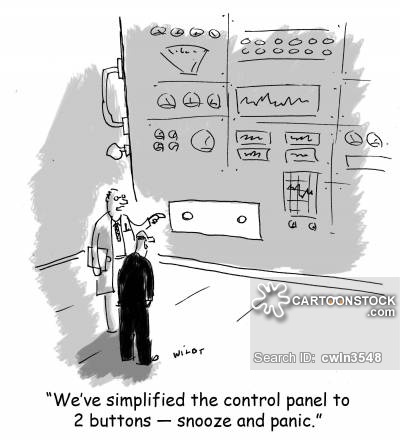 WILDT
CARTOONSTOCK
.com
Search ID: cwln3548
“We’ve simplified the control panel to
2 buttons — snooze and panic.”